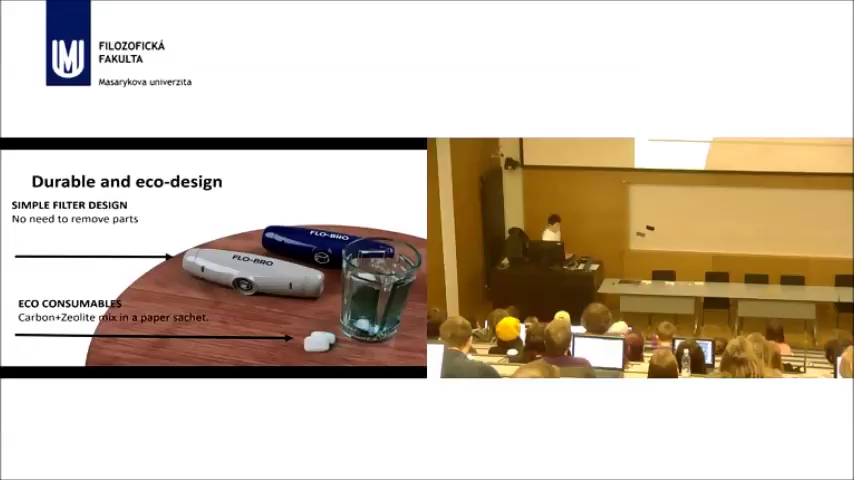 FILOZOFICKÁ
FAKULTA
Masarykova univerzita
Durable and eco-design
SIMPLE FILTER DESIGN
No need to remove parts
FLO-BRO
FLO-BRO
ECO CONSUMABLES
Carbon+Zeolite mix in a paper sachet.